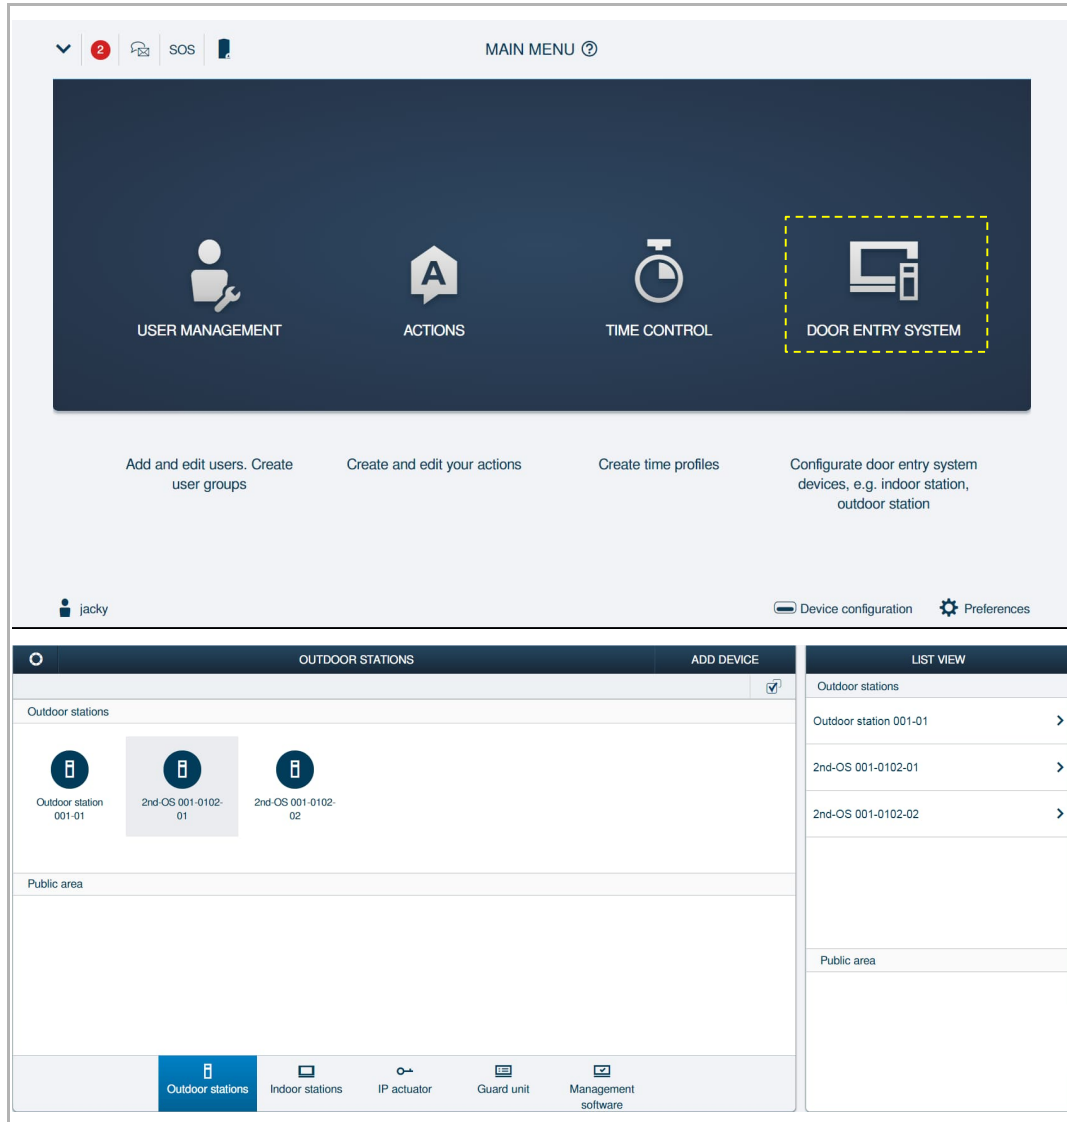 2
SOS
MAIN MENU ?
A
USER MANAGEMENT
ACTIONS
TIME CONTROL
DOOR ENTRY SYSTEM
Add and edit users. Create
user groups
Create and edit your actions
Create time profiles
Configurate door entry system
devices, e.g. indoor station,
outdoor station
jacky
Device configuration
Preferences
OUTDOOR STATIONS
ADD DEVICE
Outdoor stations
Outdoor station
001-01
2nd-OS 001-0102-
01
2nd-OS 001-0102-
02
Public area
Outdoor stations
Indoor stations
IP actuator
Guard unit
Management
software
LIST VIEW
Outdoor stations
Outdoor station 001-01
2nd-OS 001-0102-01
2nd-OS 001-0102-02
Public area